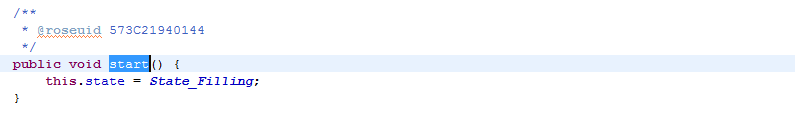 /**
 * @roseuid 573C21940144
 */
public void start() {
    this.state = State_Filling;
}